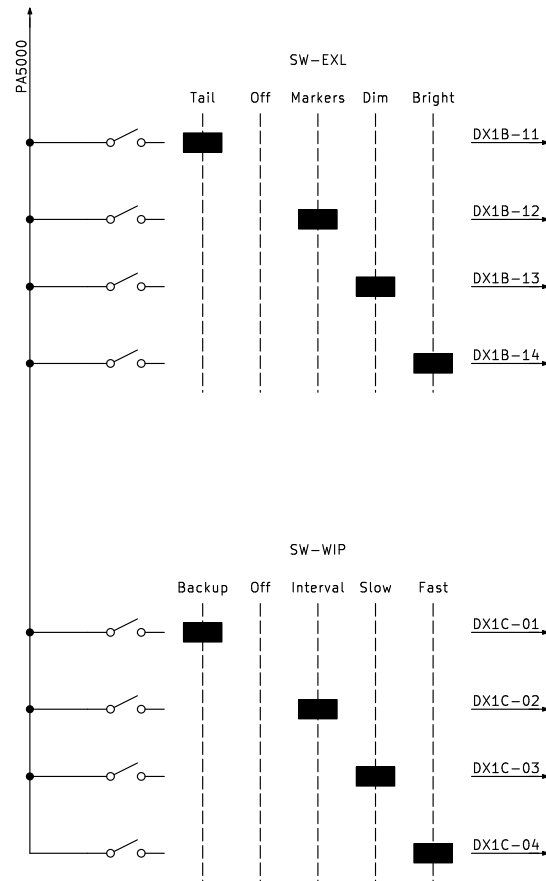 PA5000
SW-EXL
Tail Off Markers Dim Bright
DX1B-11
DX1B-12
DX1B-13
DX1B-14
SW-WIP
Backup Off Interval Slow Fast
DX1C-01
DX1C-02
DX1C-03
DX1C-04